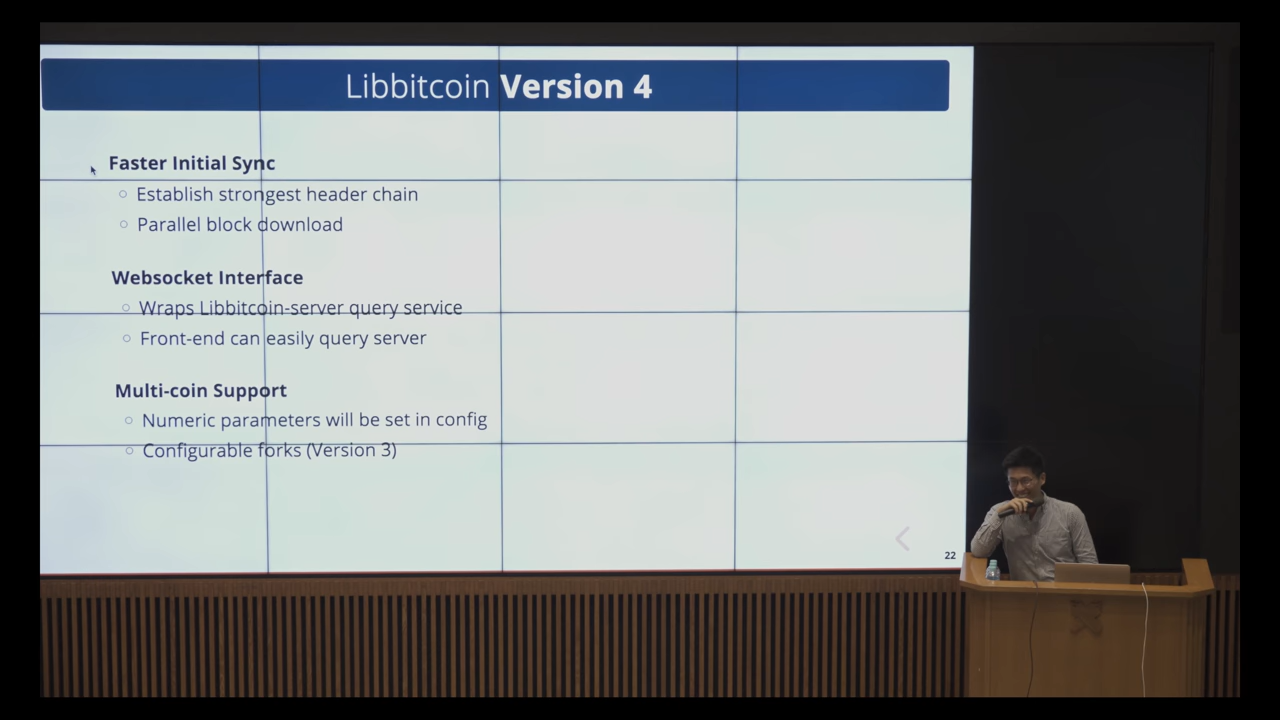 Libbitcoin Version 4
Faster Initial Sync
Establish strongest header chain
Parallel block download
Websocket Interface
Wraps Libbitcoin-server query service
Front-end can easily query server
Multi-coin Support
Numeric parameters will be set in config
Configurable forks (Version 3)
22